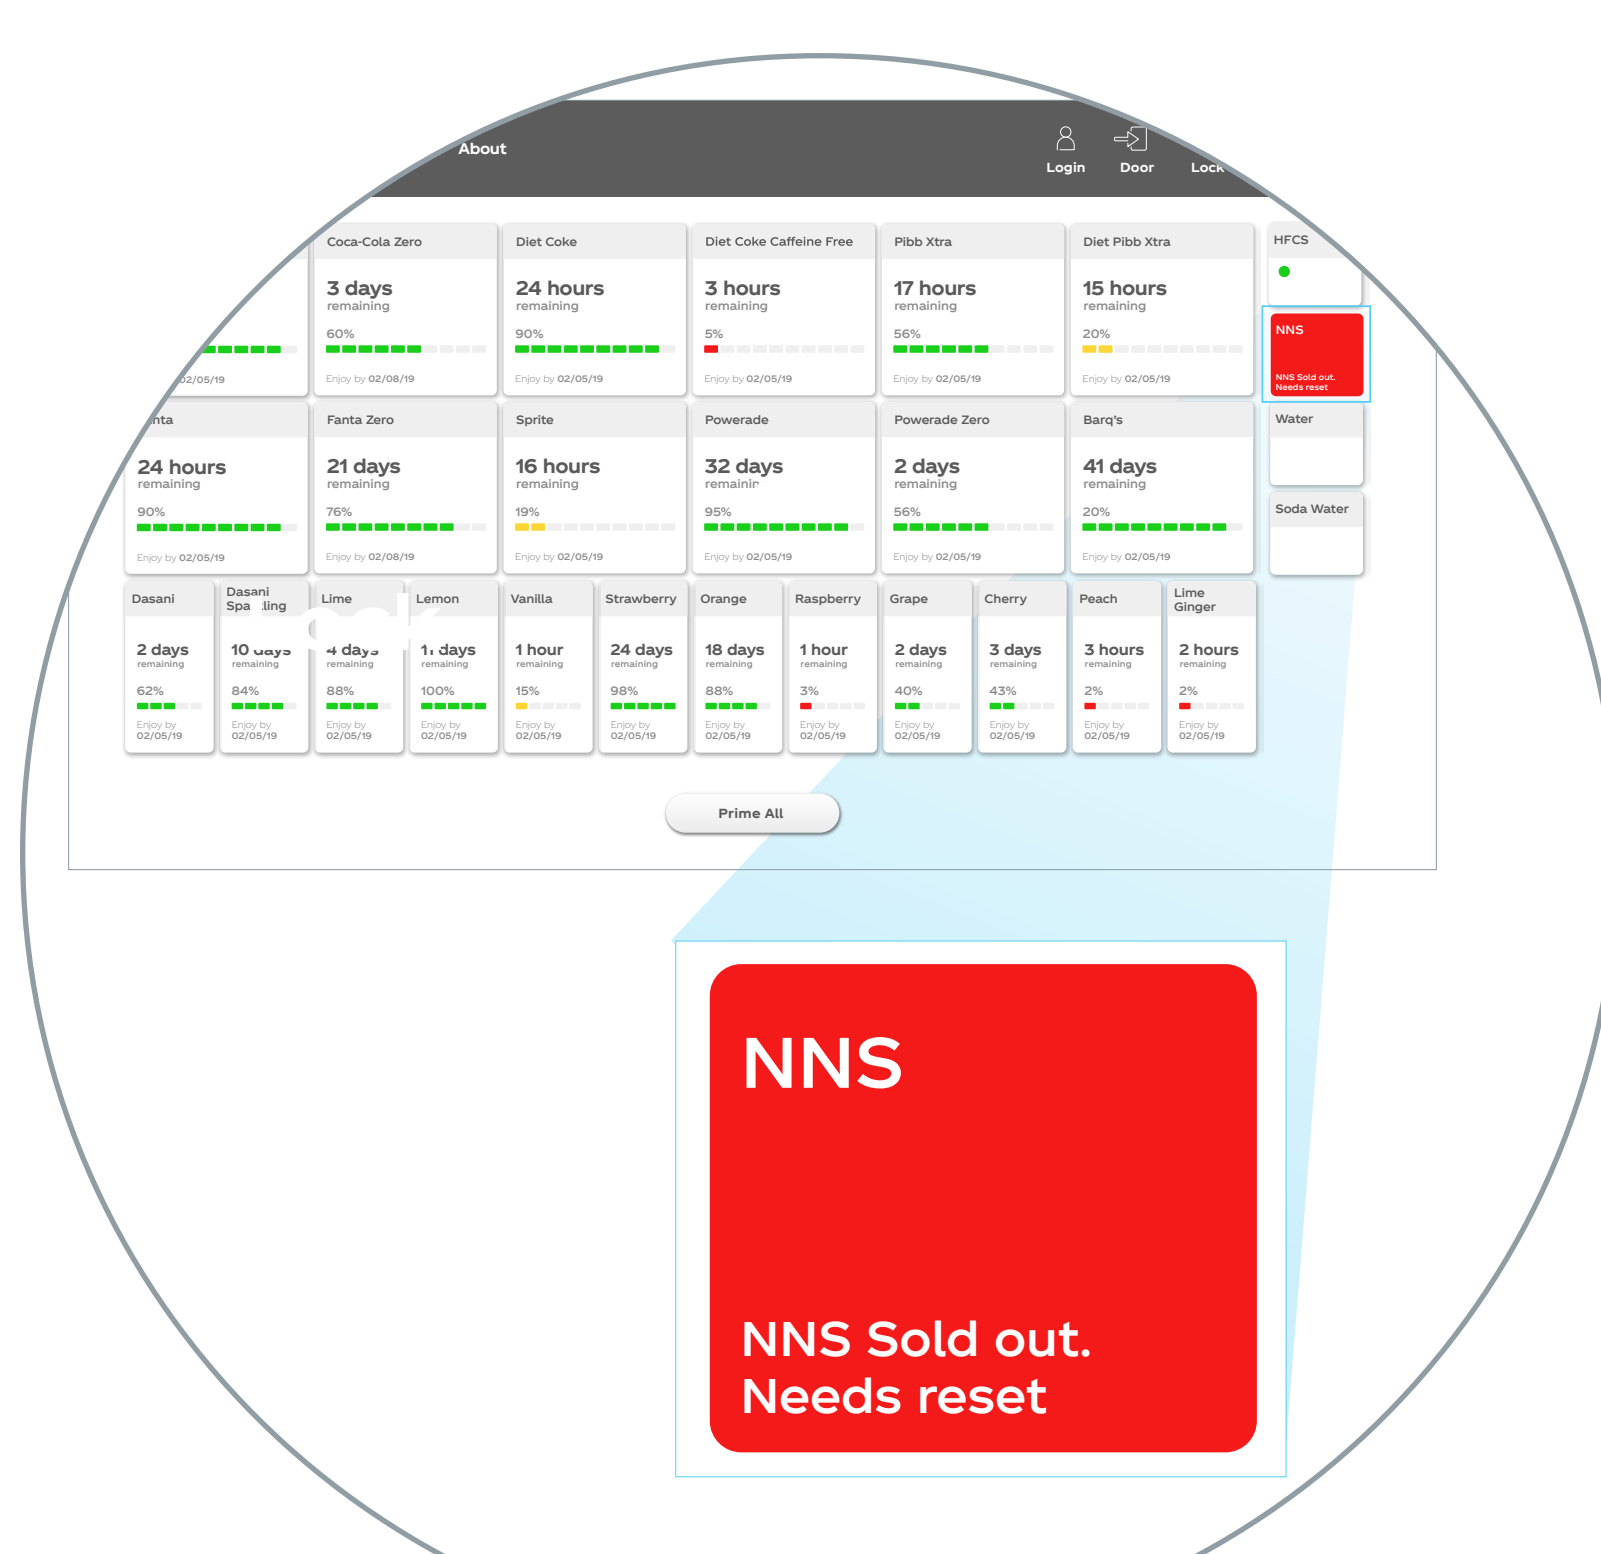 About
Login
Door
Lock
Coca-Cola Zero
Diet Coke
Diet Coke Caffeine Free
Pibb Xtra
Diet Pibb Xtra
HFCS
3 days
24 hours
3 hours
17 hours
15 hours
remaining
remaining
remaining
remaining
remaining
60%
90%
5%
56%
20%
02/05/19
Enjoy by 02/08/19
Enjoy by 02/05/19
Enjoy by 02/05/19
Enjoy by 02/05/19
Enjoy by 02/05/19
NNS
NNS Sold out.
Needs reset
Fanta Zero
Sprite
Powerade
Powerade Zero
Barq's
Water
24 hours
21 days
16 hours
32 days
2 days
41 days
remaining
remaining
remaining
remainin
remaining
remaining
90%
76%
19%
95%
56%
20%
Enjoy by 02/05/19
Enjoy by 02/08/19
Enjoy by 02/05/19
Enjoy by 02/05/19
Enjoy by 02/05/19
Enjoy by 02/05/19
Soda Water
Dasani
Dasani
Sparkling
Lime
Lemon
Vanilla
Strawberry
Orange
Raspberry
Grape
Cherry
Peach
Lime
Ginger
Lock
2 days
10 days
4 days
11 days
1 hour
24 days
18 days
1 hour
2 days
3 days
3 hours
2 hours
remaining
remaining
remaining
remaining
remaining
remaining
remaining
remaining
remaining
remaining
remaining
remaining
62%
84%
88%
100%
15%
98%
88%
3%
40%
43%
2%
2%
Enjoy by
02/05/19
Enjoy by
02/05/19
Enjoy by
02/05/19
Enjoy by
02/05/19
Enjoy by
02/05/19
Enjoy by
02/05/19
Enjoy by
02/05/19
Enjoy by
02/05/19
Enjoy by
02/05/19
Enjoy by
02/05/19
Enjoy by
02/05/19
Enjoy by
02/05/19
Prime All
NNS
NNS Sold out.
Needs reset